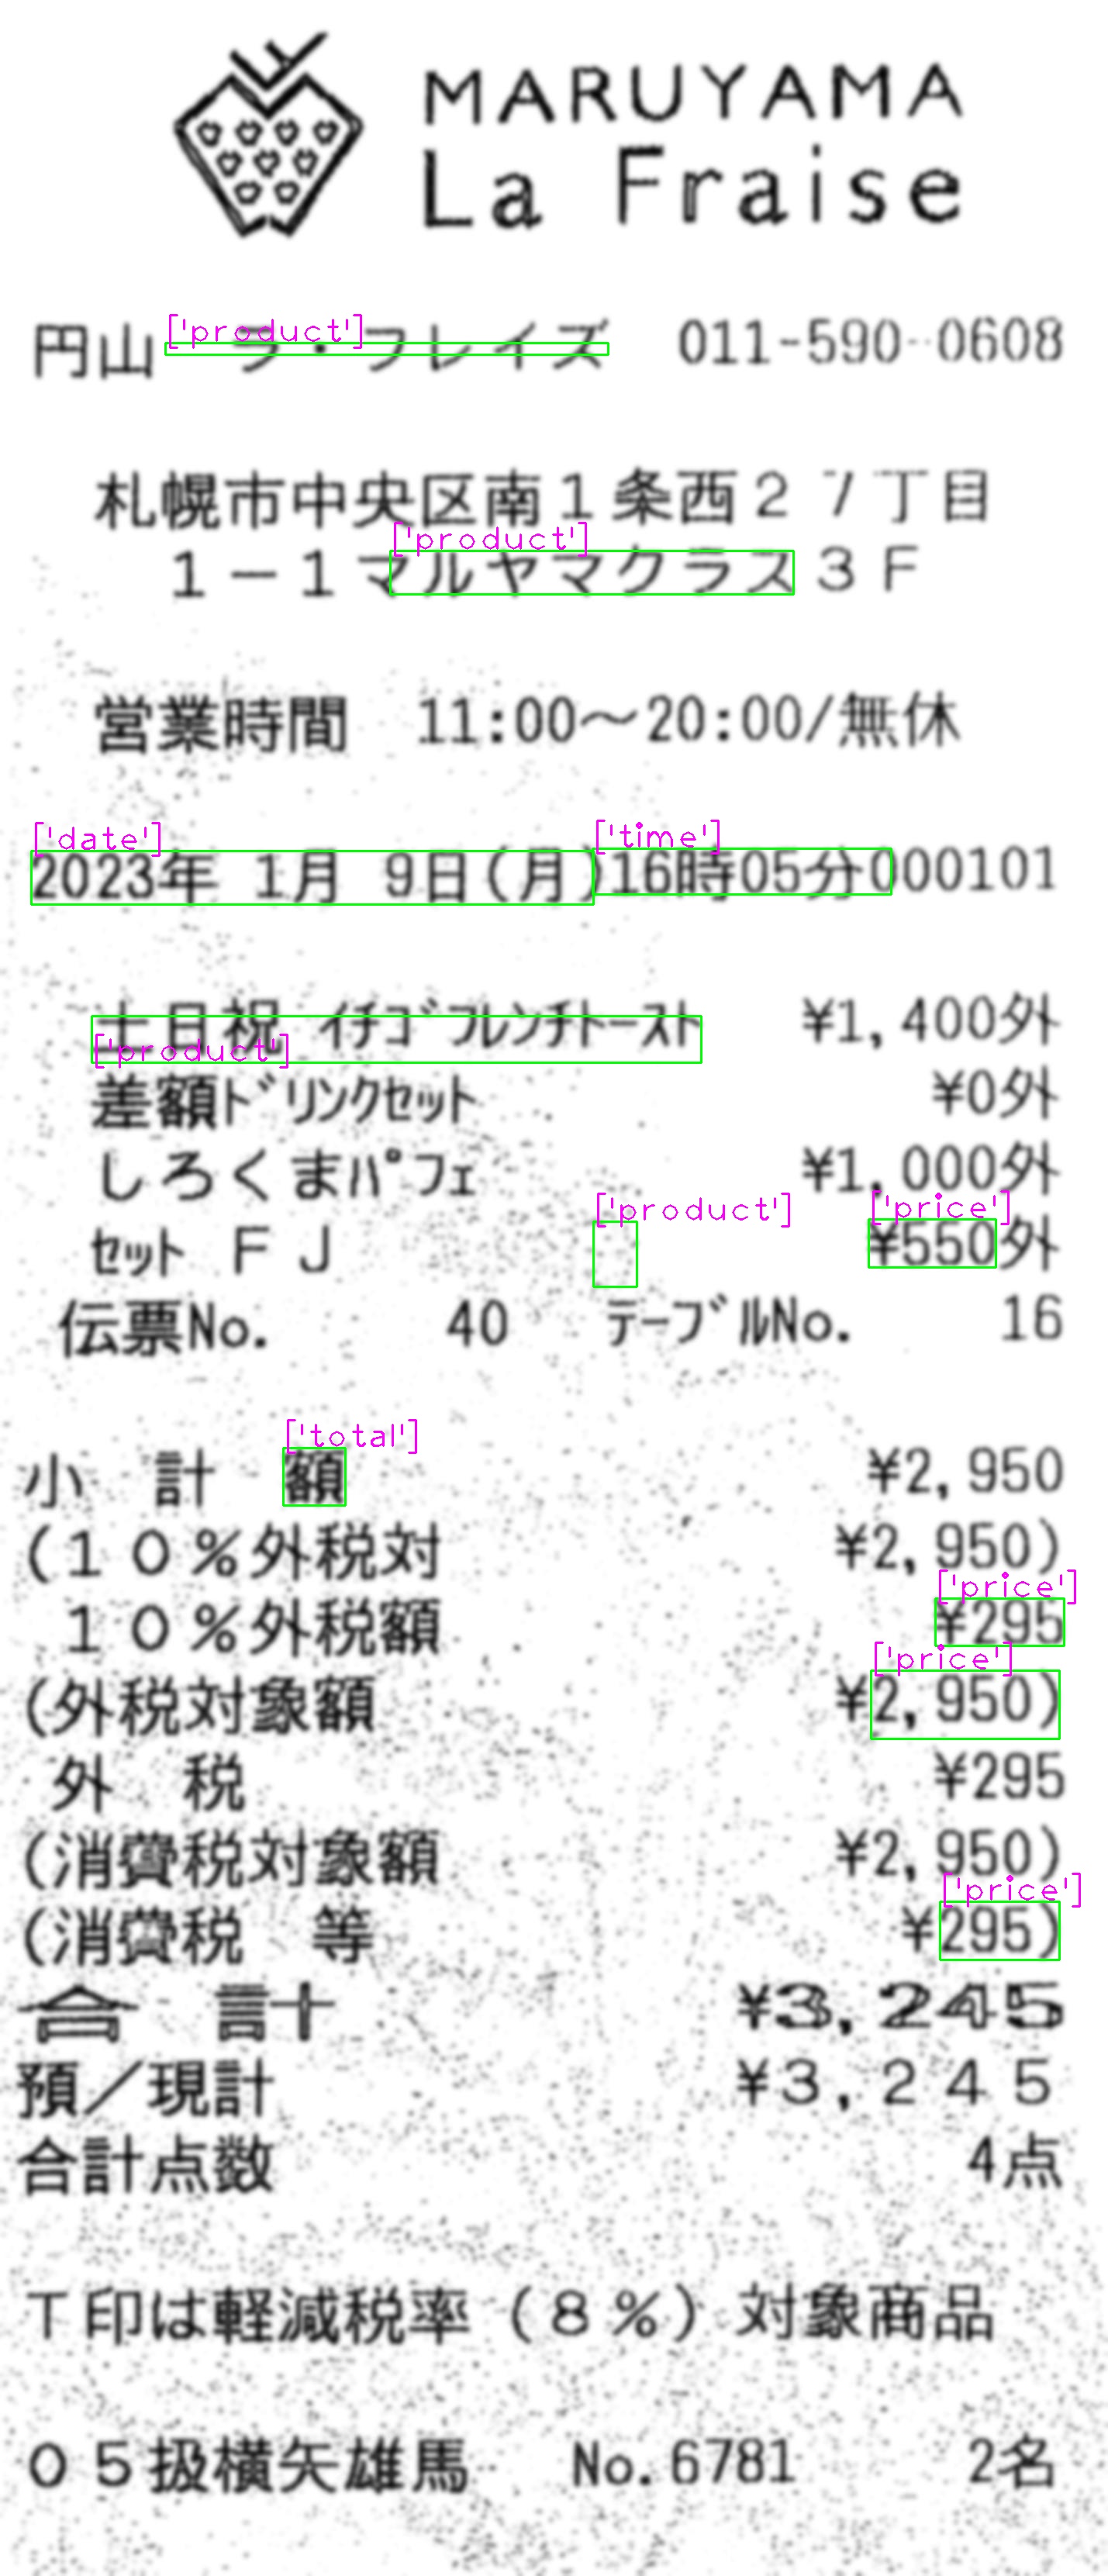 MARUYAMA
La Fraise
['product']
円山 ラ・フレイズ 011-590-0608
札幌市中央区南1条西27丁目
['product']
1-1マルヤマクラス3F
営業時間 11:00~20:00/無休
['date'] ['time']
2023年 1月 9日(月)16時05分000101
土日祝 イチゴフレンチトースト ¥1,400外
['product']
差額ドリンクセット ¥0外
しろくまパフェ ¥1,000外
['product'] ['price']
セット FJ ¥550外
伝票No. 40 テーブルNo. 16
['total']
小 計 額 ¥2,950
(10%外税対 ¥2,950)
['price']
10%外税額 ¥295
['price']
(外税対象額 ¥2,950)
外 税 ¥295
(消費税対象額 ¥2,950)
['price']
(消費税 等 ¥295)
合 計 ¥3,245
預/現計 ¥3,245
合計点数 4点
T印は軽減税率(8%)対象商品
05扱横矢雄馬 No.6781 2名